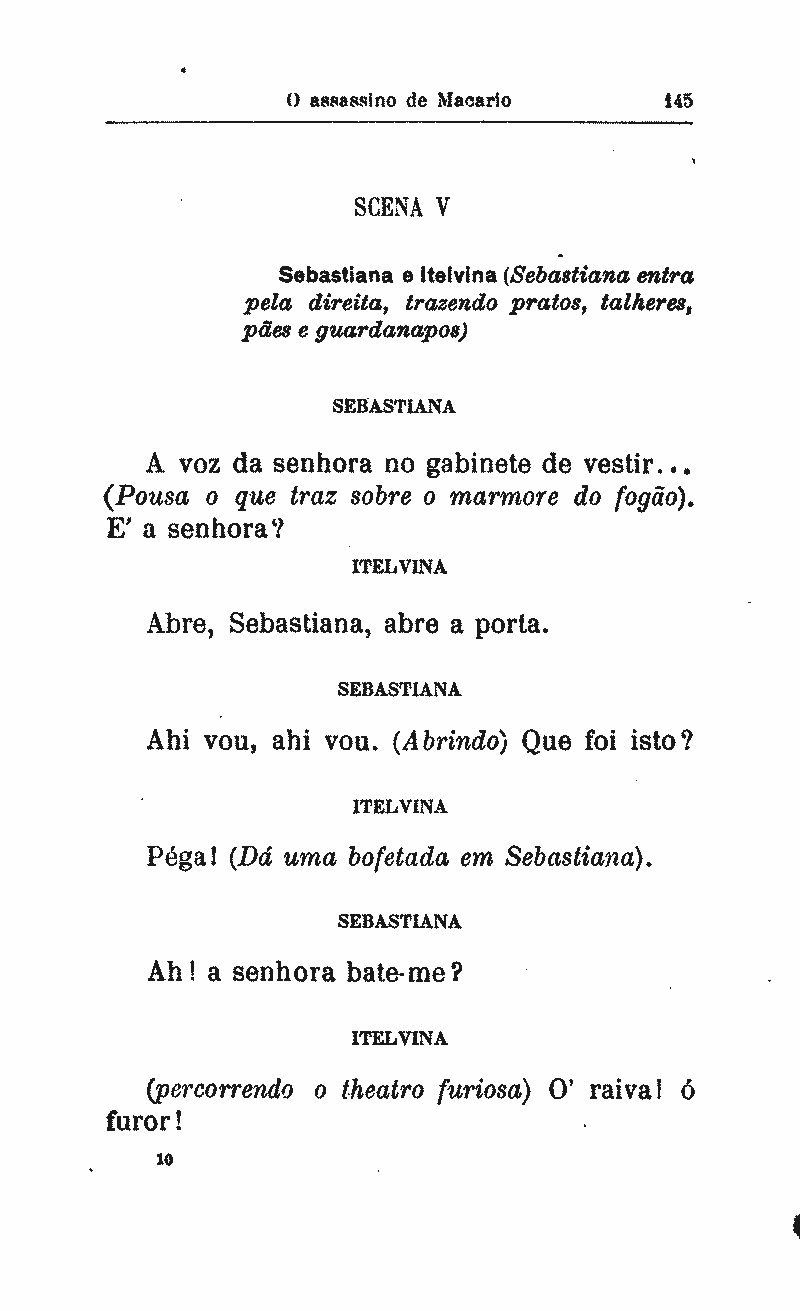 O assassino de Macario 145
SCENA V
Sebastiana e Itelvina (Sebastiana entra
pela direita, trazendo pratos, talheres,
pães e guardanapos)
SEBASTIANA
A voz da senhora no gabinete de vestir...
(Pousa o que traz sobre o marmore do fogão).
E' a senhora?
ITELVINA
Abre, Sebastiana, abre a porta.
SEBASTIANA
Ahi vou, ahi vou. (Abrindo) Que foi isto?
ITELVINA
Péga! (Dá uma bofetada em Sebastiana).
SEBASTIANA
Ah! a senhora bate-me?
ITELVINA
(percorrendo o theatro furiosa) O' raiva! ó
furor!
10